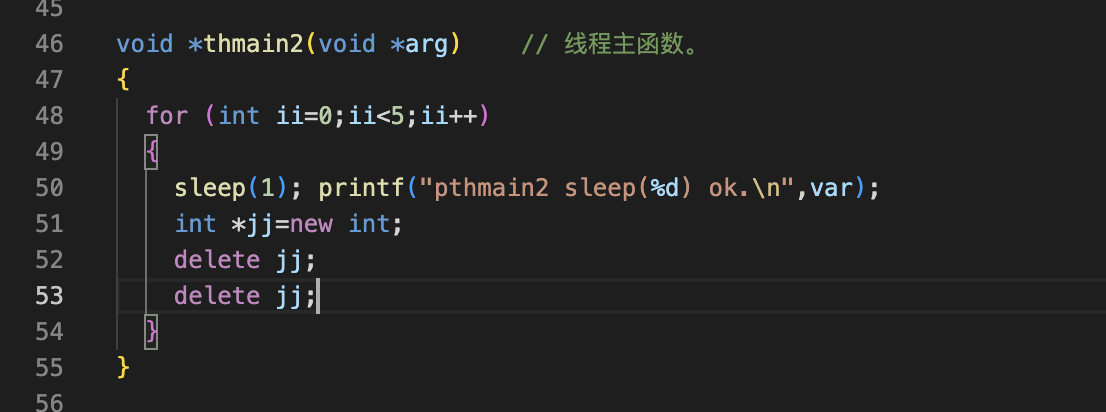 45
46 void *thmain2(void *arg)    // 线程主函数。
47 {
48   for (int ii=0;ii<5;ii++)
49   {
50     sleep(1); printf("pthmain2 sleep(%d) ok.\n",var);
51     int *jj=new int;
52     delete jj;
53     delete jj;
54   }
55 }
56